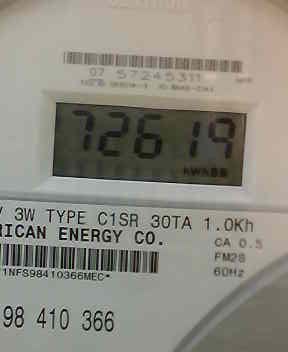 07 57245311
72619
3W TYPE C1SR 30TA 1.0Kh
RICAN ENERGY CO.
CA 0.5
FM2S
60Hz
1NFS98410366MEC*
98 410 366